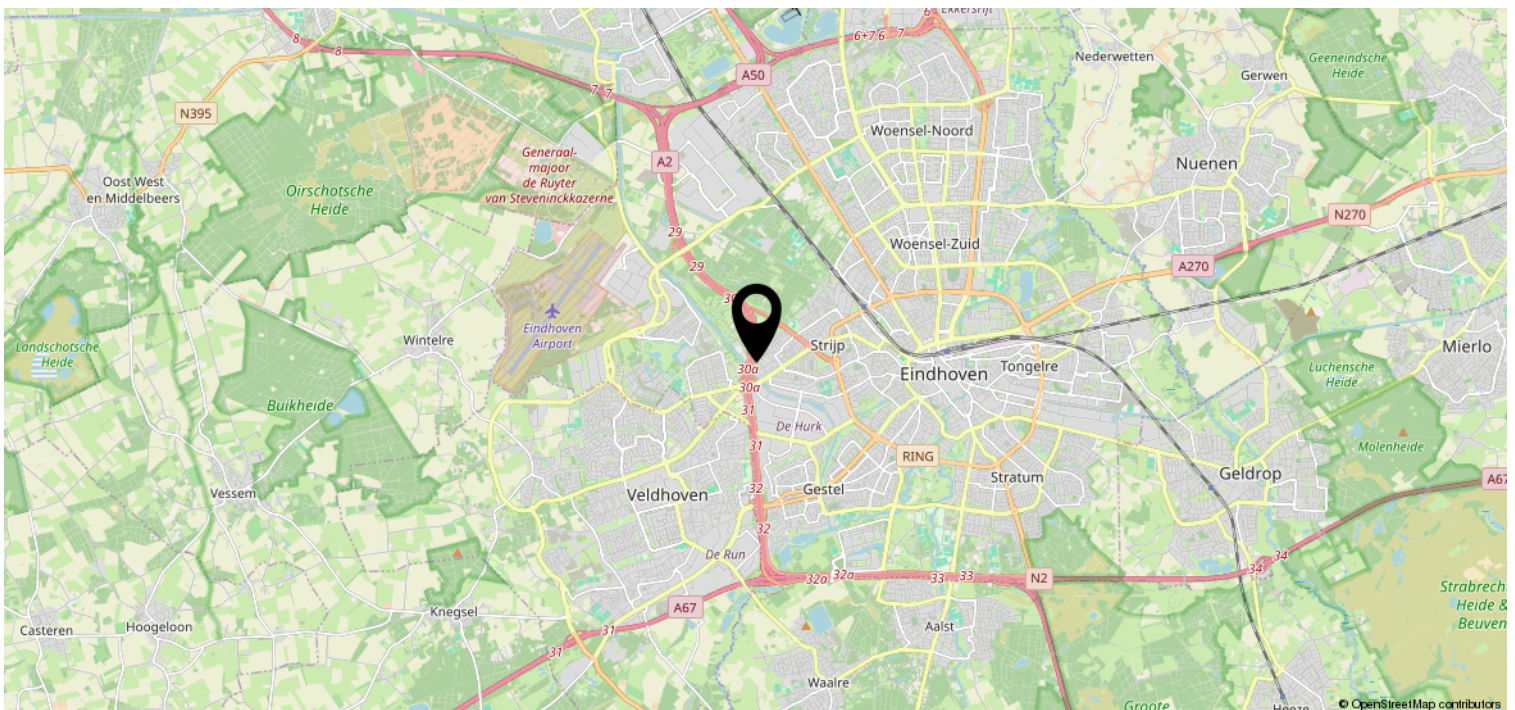 Ekkersrijt
6
6+7
6
7
8
8
Nederwetten
Geeneindsche
Heide
A50
Gerwen
7
7
N395
Woensel-Noord
Generaal-
majoor
de Ruyter
van Steveninckkazerne
A2
Nuenen
Oost West
en Middelbeers
Oirschotsche
Heide
N270
29
Woensel-Zuid
29
A270
30
Eindhoven
Airport
Landschotsche
Heide
Wintelre
Strijp
Mierlo
30a
Eindhoven
Tongelre
Luchensche
Heide
30a
Buikheide
31
De Hurk
31
Molenheide
RING
Geldrop
Stratum
A67
Vessem
Veldhoven
32
Gestel
32
De Run
34
34
32a
32a
33
33
N2
Strabrech
Heide &
Beuven
A67
Knegsel
Casteren
Hoogeloon
31
Aalst
31
Waalre
Groote
Heeze
© OpenStreetMap contributors